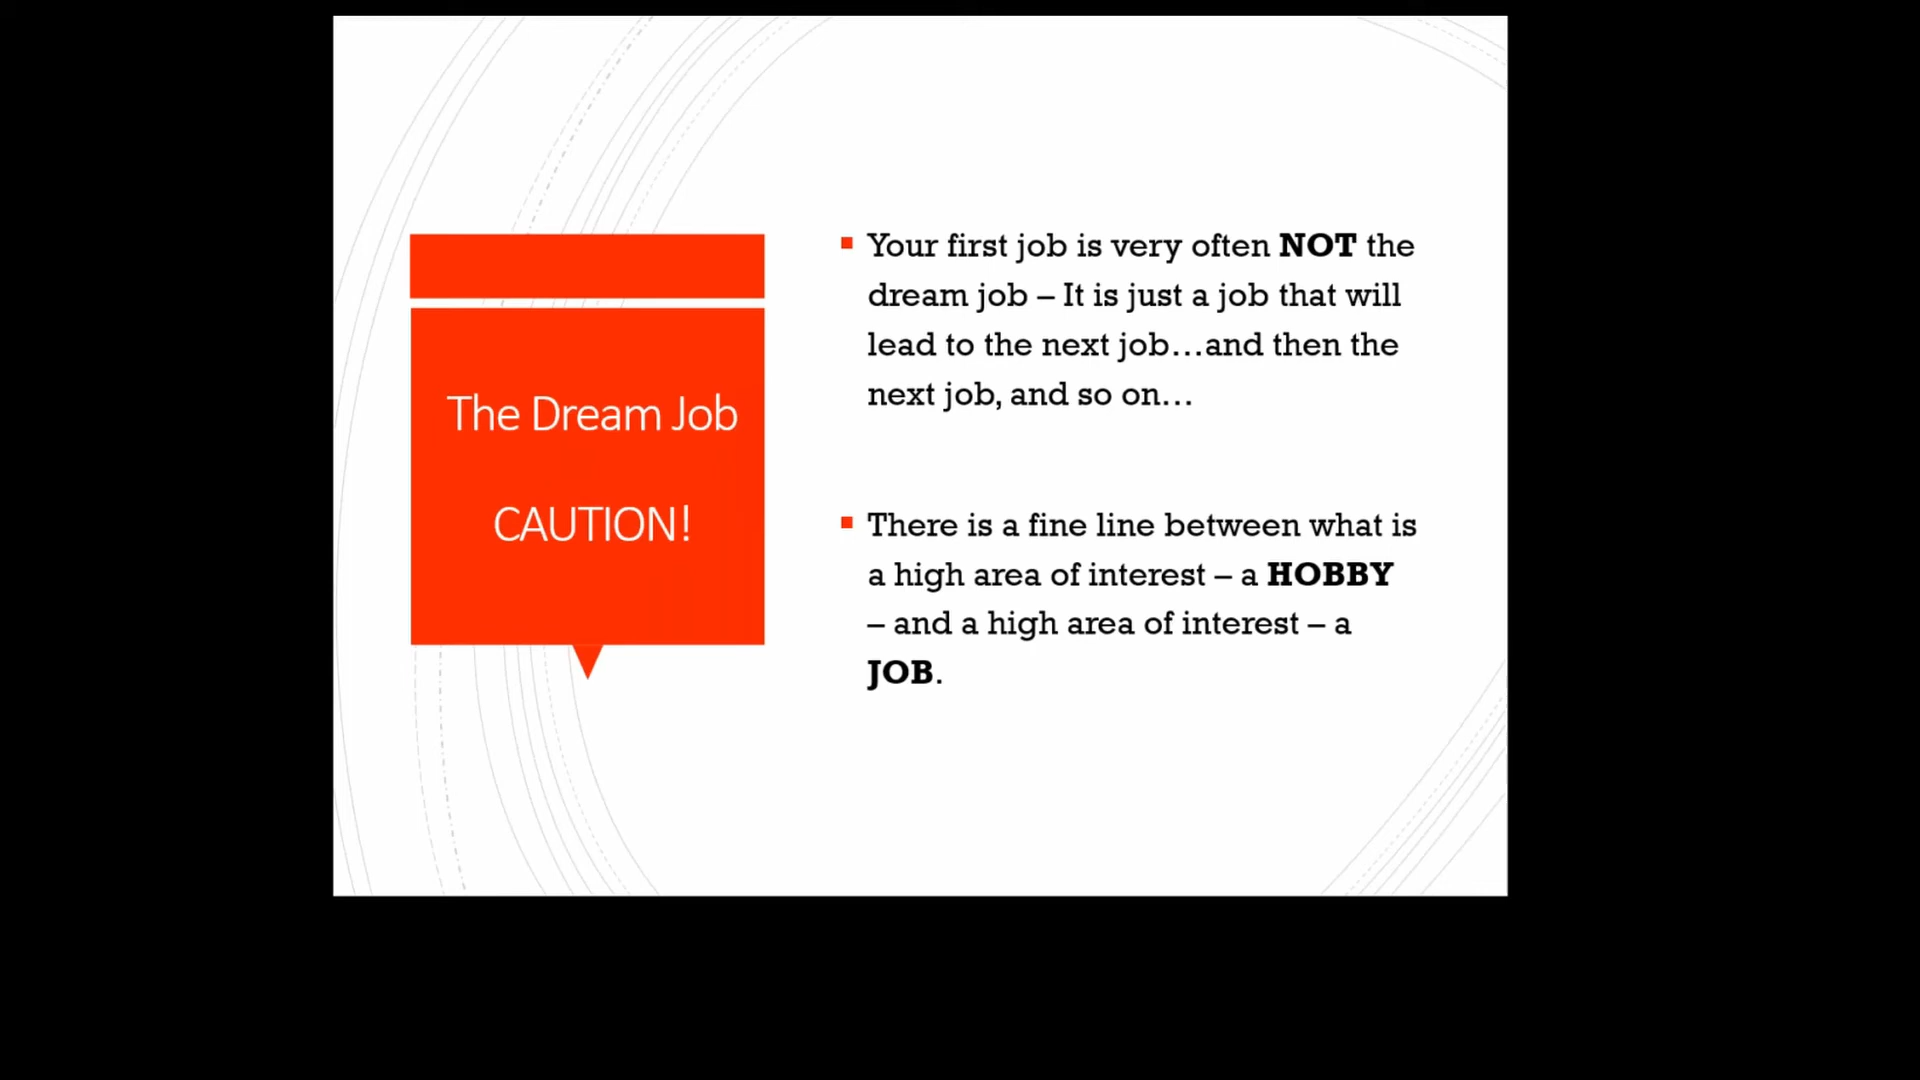 The Dream Job
CAUTION!
Your first job is very often NOT the
dream job – It is just a job that will
lead to the next job…and then the
next job, and so on…
There is a fine line between what is
a high area of interest – a HOBBY
– and a high area of interest – a
JOB.